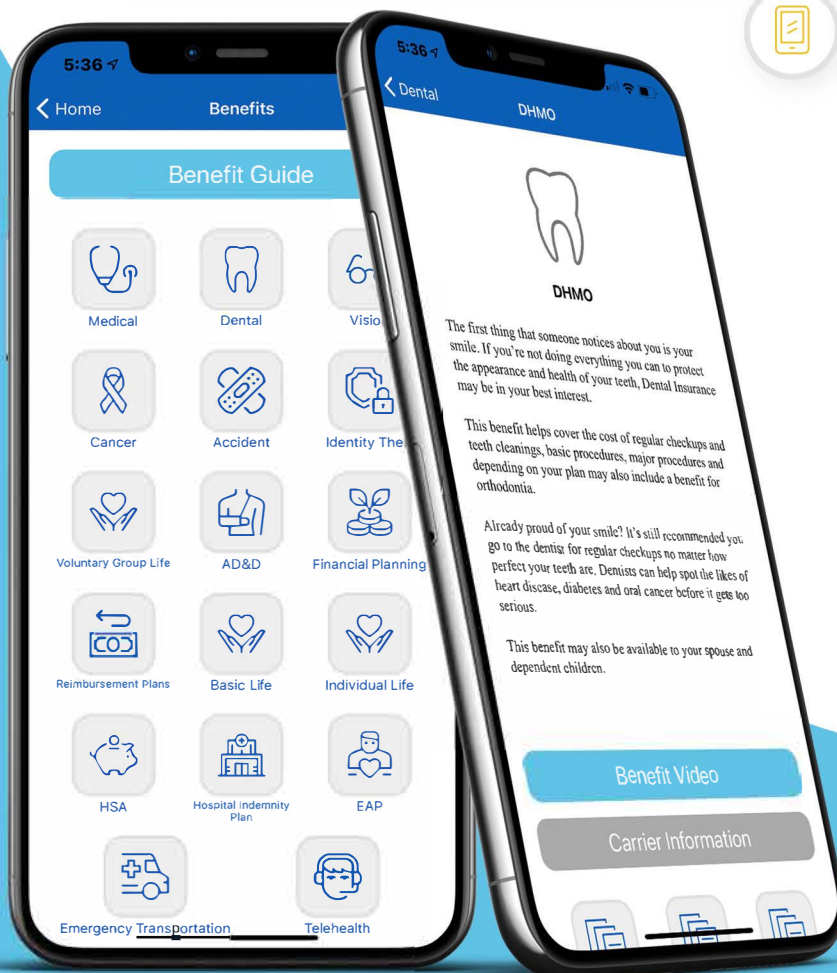 5:36
Home
Benefits
Benefit Guide
Medical
Dental
Visio
Cancer
Accident
Identity The
Voluntary Group Life
AD&D
Financial Planning
Reimbursement Plans
Basic Life
Individual Life
HSA
Hospital Indemnity
Plan
EAP
Emergency Transportation
Telehealth
5:36
Dental
DHMO
DHMO
The first thing that someone notices about you is your
smile. If you're not doing everything you can to protect
the appearance and health of your teeth, Dental Insurance
may be in your best interest.
This benefit helps cover the cost of regular checkups and
teeth cleanings, basic procedures, major procedures and
depending on your plan may also include a benefit for
orthodontia.
Already proud of your smile? It's still recommended you
go to the dentist for regular checkups no matter how
perfect your teeth are. Dentists can help spot the likes of
heart disease, diabetes and oral cancer before it gets too
serious.
This benefit may also be available to your spouse and
dependent children.
Benefit Video
Carrier Information